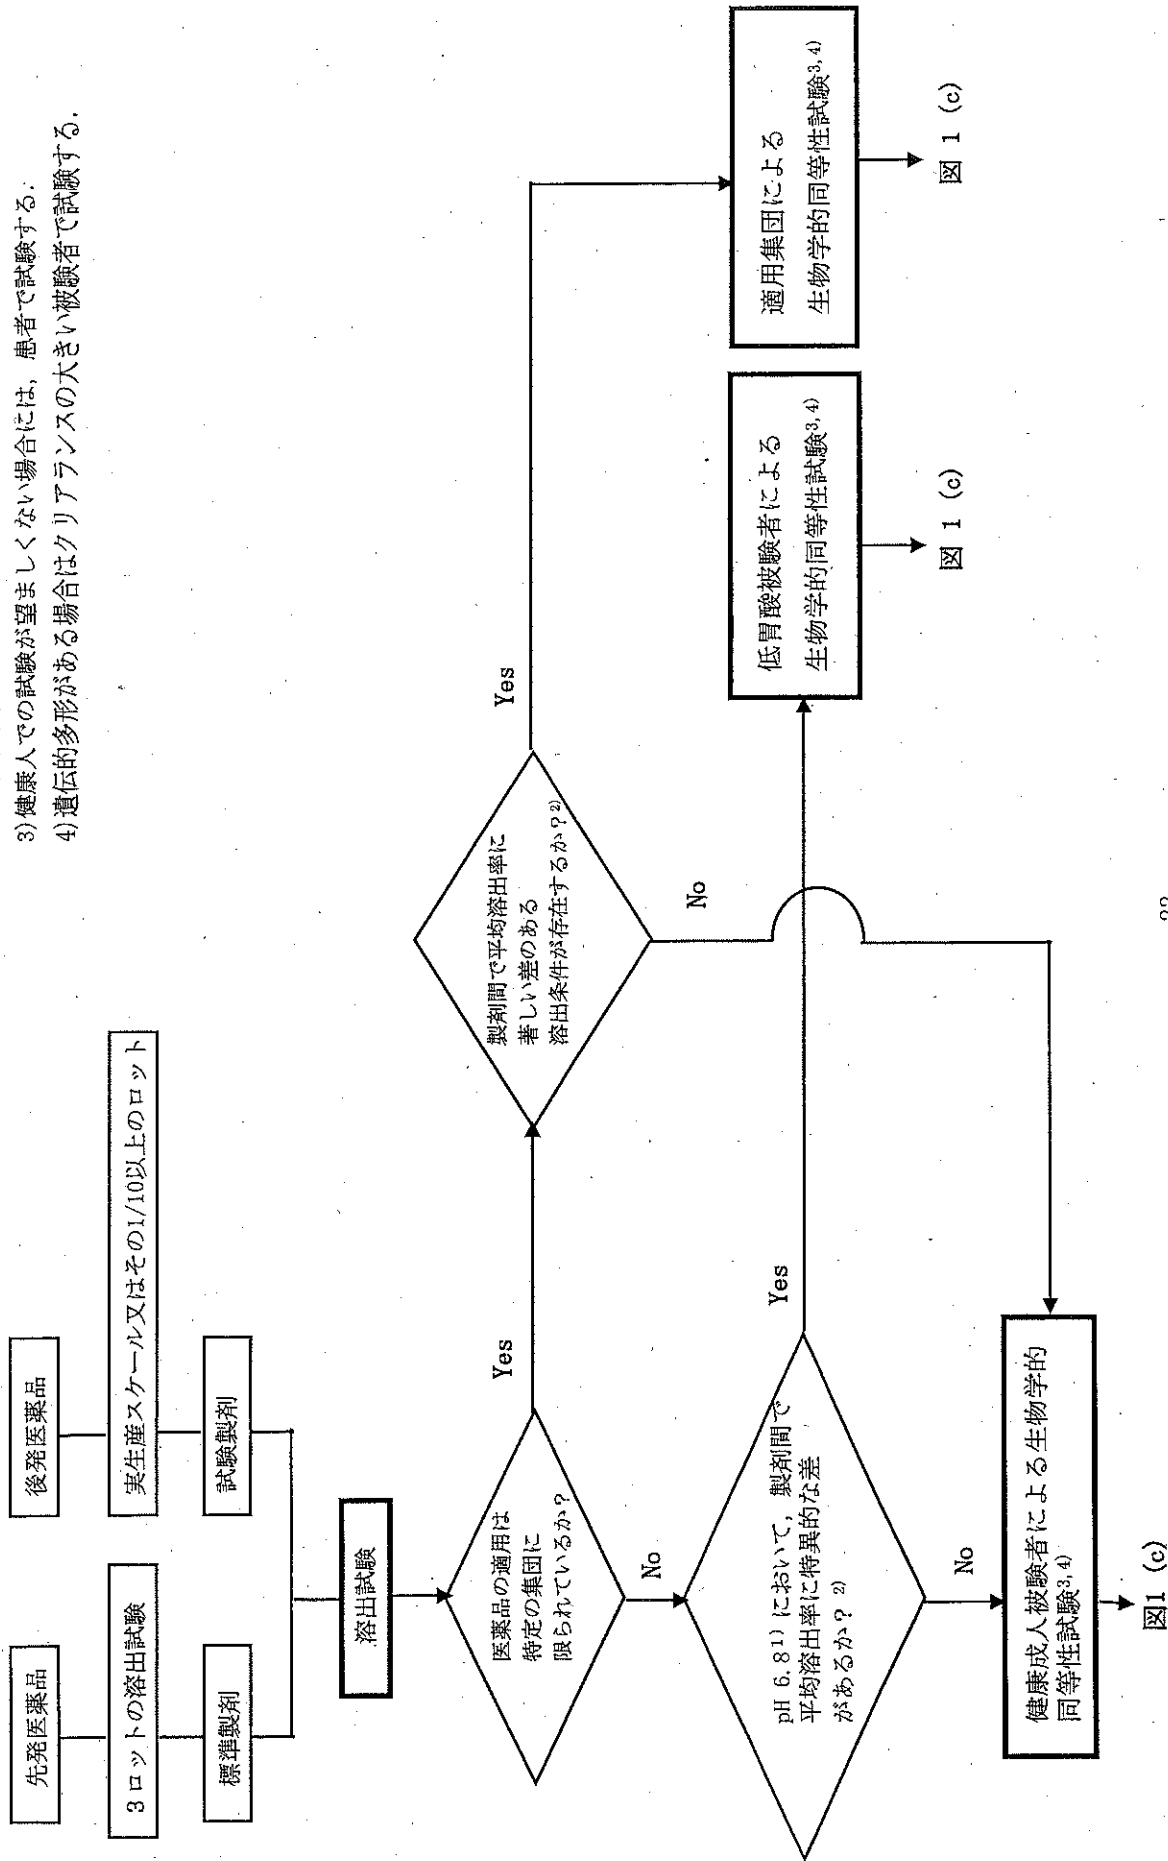 3)健康人での試験が望ましくない場合には，患者で試験する．
4)遺伝的多形がある場合はクリアランスの大きい被験者で試験する．
先発医薬品
後発医薬品
3ロットの溶出試験
実生産スケール又はその1/10以上のロット
標準製剤
試験製剤
溶出試験
医薬品の適用は
特定の集団に
限られているか？
Yes
No
製剤間で平均溶出率に
著しい差のある
溶出条件が存在するか？2)
Yes
No
pH 6.81) において，製剤間で
平均溶出率に特異的な差
があるか？ 2)
Yes
No
適用集団による
生物学的同等性試験3,4)
図 1 (c)
低胃酸被験者による
生物学的同等性試験3,4)
図 1 (c)
健康成人被験者による生物学的
同等性試験3,4)
図1 (c)